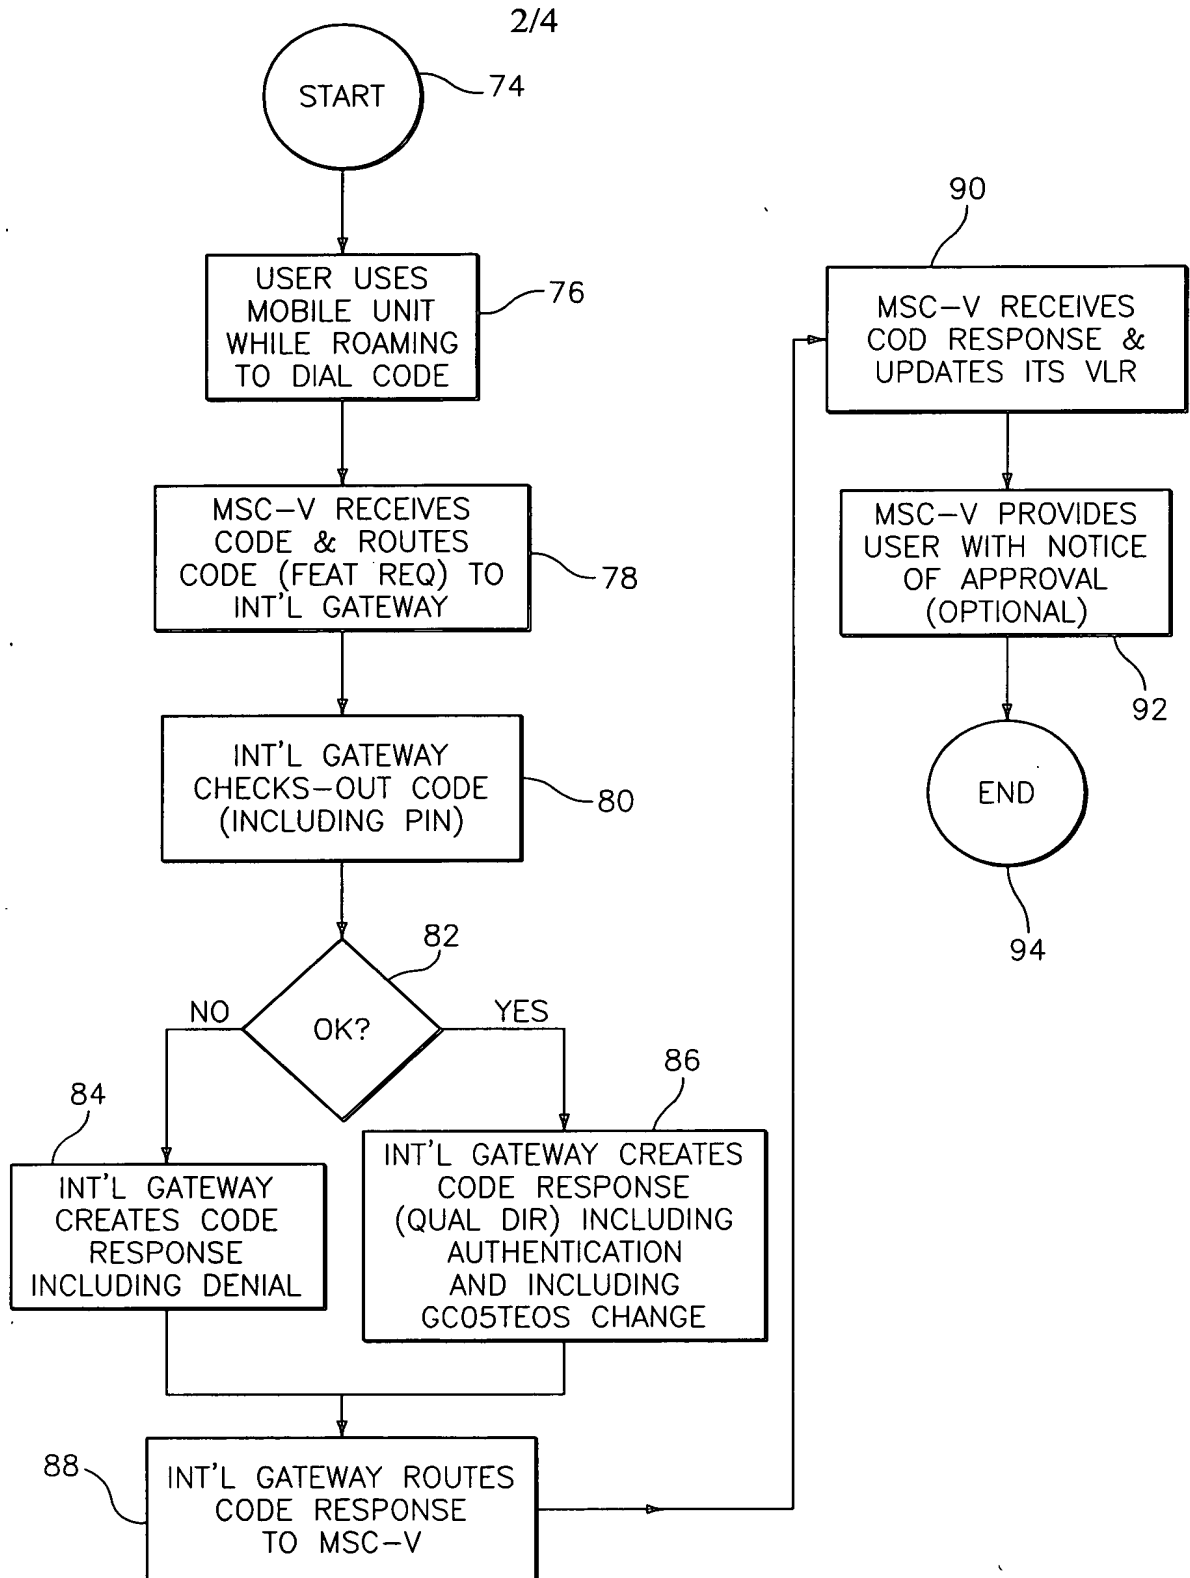 2/4
START
74
USER USES
MOBILE UNIT
WHILE ROAMING
TO DIAL CODE
76
MSC-V RECEIVES
CODE & ROUTES
CODE (FEAT REQ) TO
INT'L GATEWAY
78
INT'L GATEWAY
CHECKS-OUT CODE
(INCLUDING PIN)
80
82
OK?
NO
YES
84
INT'L GATEWAY
CREATES CODE
RESPONSE
INCLUDING DENIAL
86
INT'L GATEWAY CREATES
CODE RESPONSE
(QUAL DIR) INCLUDING
AUTHENTICATION
AND INCLUDING
GC05TEOS CHANGE
88
INT'L GATEWAY ROUTES
CODE RESPONSE
TO MSC-V
90
MSC-V RECEIVES
COD RESPONSE &
UPDATES ITS VLR
MSC-V PROVIDES
USER WITH NOTICE
OF APPROVAL
(OPTIONAL)
92
END
94